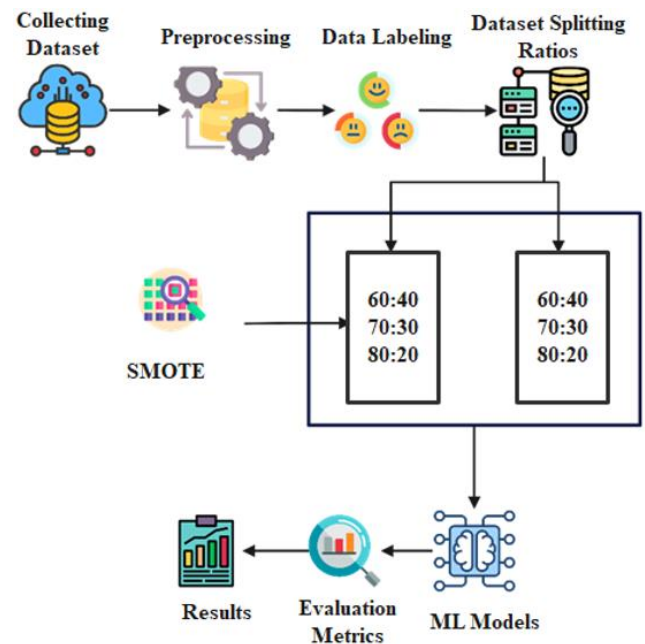 Collecting
Dataset
Preprocessing
Data Labeling
Dataset Splitting
Ratios
60:40
70:30
80:20
60:40
70:30
80:20
SMOTE
Results
Evaluation
Metrics
ML Models